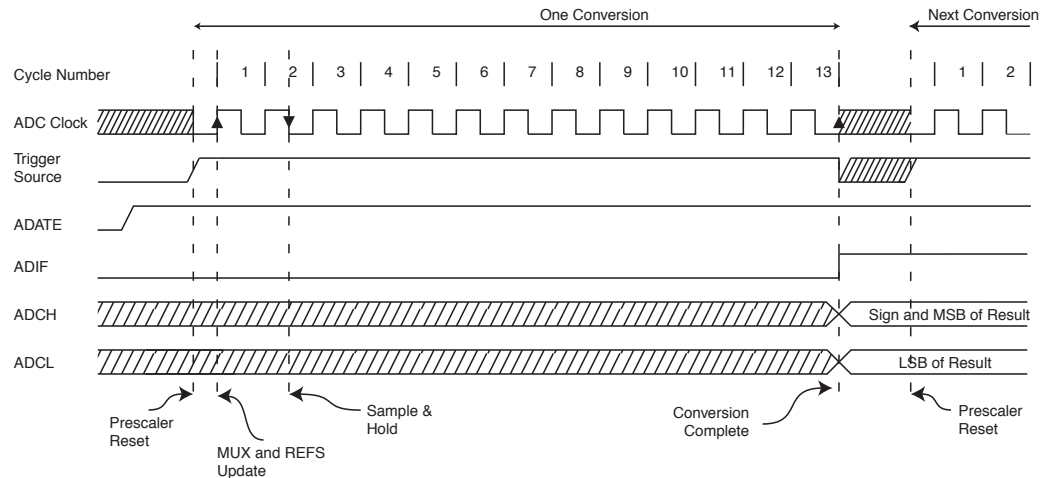 One Conversion
Next Conversion
Cycle Number
1 2 3 4 5 6 7 8 9 10 11 12 13 1 2
ADC Clock
Trigger
Source
ADATE
ADIF
ADCH
Sign and MSB of Result
ADCL
LSB of Result
Prescaler
Reset
MUX and REFS
Update
Sample &
Hold
Conversion
Complete
Prescaler
Reset